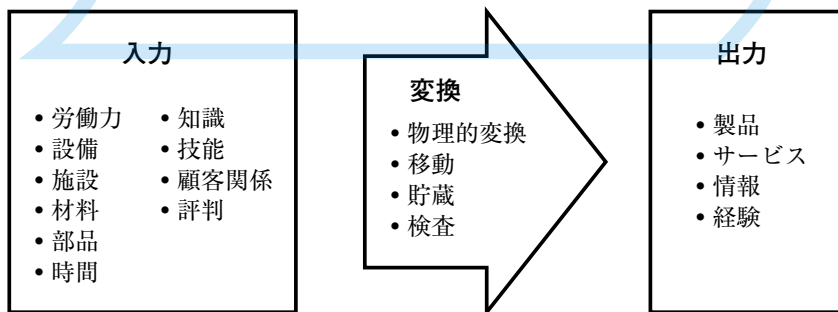 入力
• 労働力
• 設備
• 施設
• 材料
• 部品
• 時間
• 知識
• 技能
• 顧客関係
• 評判
変換
• 物理的変換
• 移動
• 貯蔵
• 検査
出力
• 製品
• サービス
• 情報
• 経験